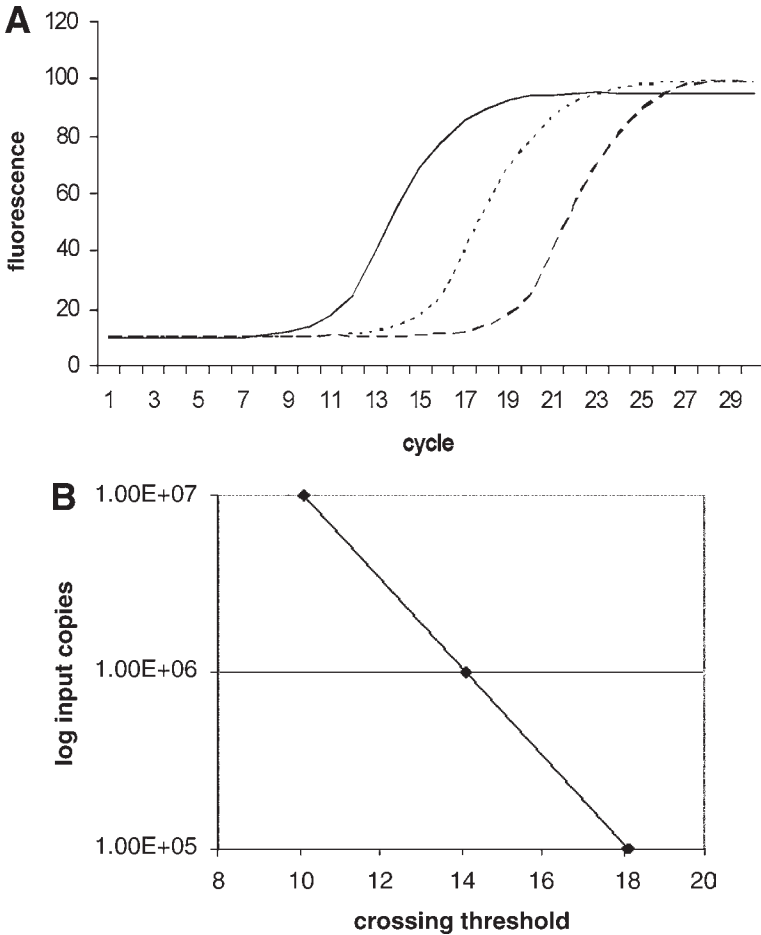 A
120
100
80
60
40
20
0
fluorescence
1 3 5 7 9 11 13 15 17 19 21 23 25 27 29
cycle
B
1.00E+07
1.00E+06
1.00E+05
log input copies
8 10 12 14 16 18 20
crossing threshold